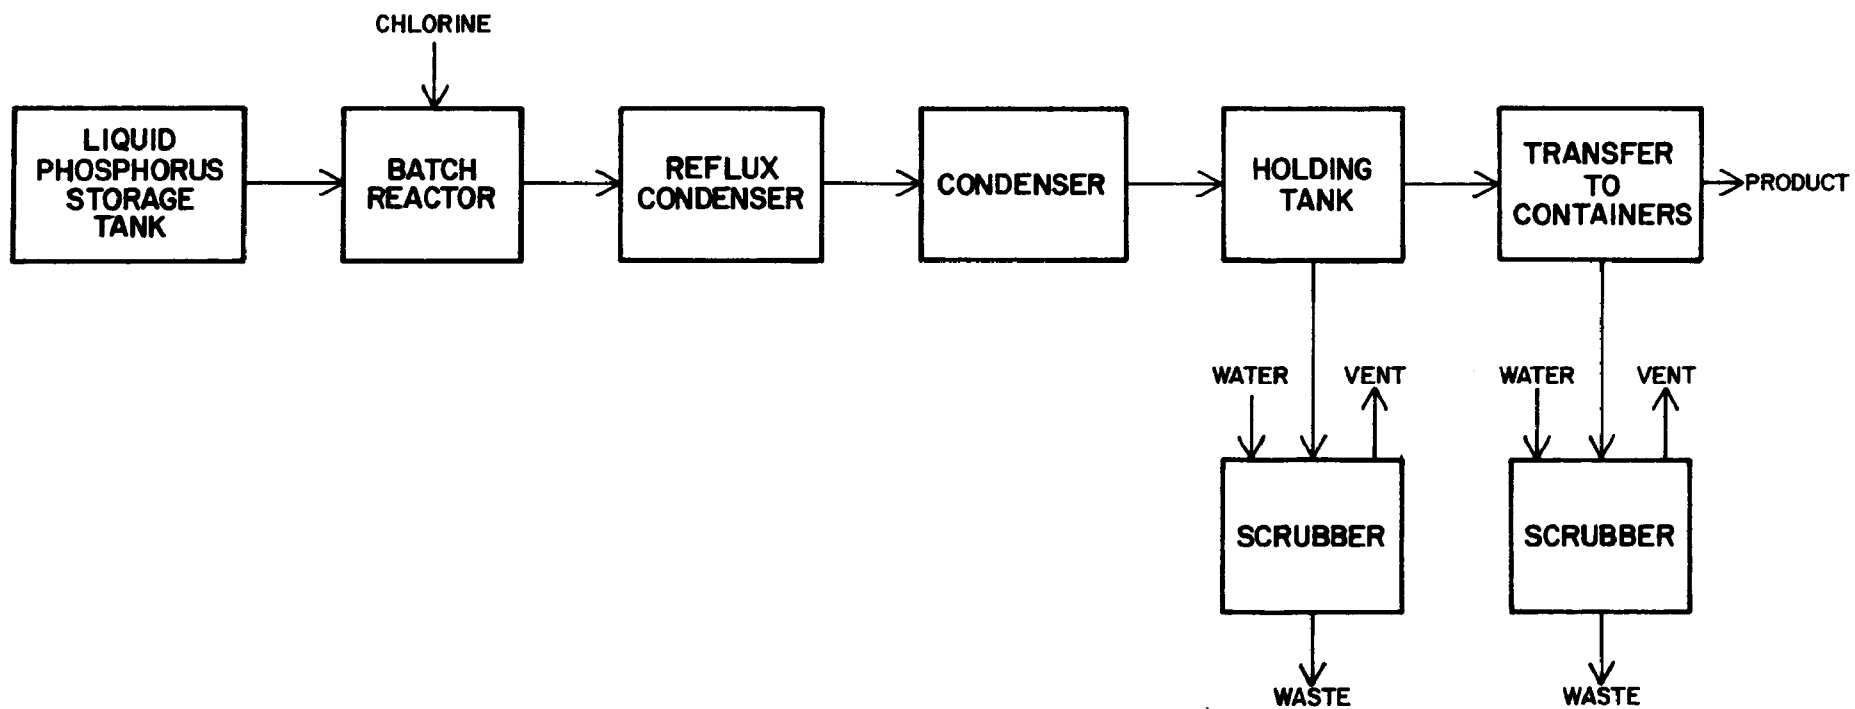 CHLORINE
LIQUID
PHOSPHORUS
STORAGE
TANK
BATCH
REACTOR
REFLUX
CONDENSER
CONDENSER
HOLDING
TANK
TRANSFER
TO
CONTAINERS
PRODUCT
WATER
VENT
WATER
VENT
SCRUBBER
SCRUBBER
WASTE
WASTE